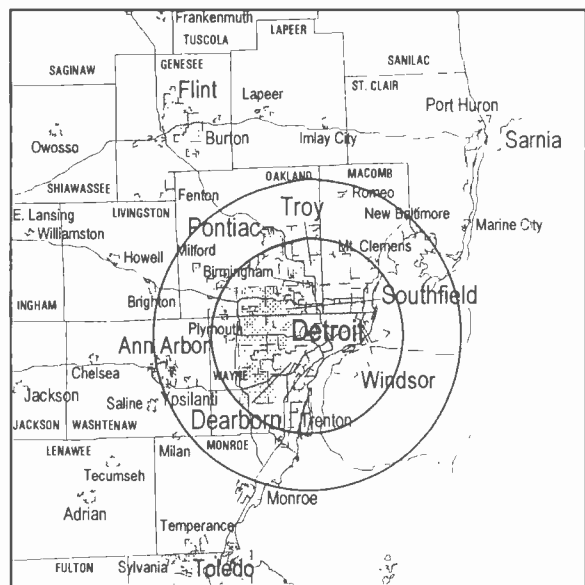 Frankenmuth
TUSCOLA
LAPEER
SAGINAW
GENESEE
SANILAC
Flint
Lapeer
ST. CLAIR
Port Huron
Owosso
Burton
Imlay City
Sarnia
SHIAWASSEE
Fenton
OAKLAND
MACOMB
Romeo
E. Lansing
LIVINGSTON
Troy
New Baltimore
Williamston
Pontiac
Marine City
Howell
Milford
Mt. Clemens
Birmingham
INGHAM
Brighton
Southfield
Plymouth
Detroit
Ann Arbor
Chelsea
WAYNE
Windsor
Jackson
Saline
Ypsilanti
Dearborn
Trenton
JACKSON
WASHTENAW
MONROE
LENAWEE
Milan
Tecumseh
Adrian
Monroe
Temperance
FULTON
Sylvania
Toledo